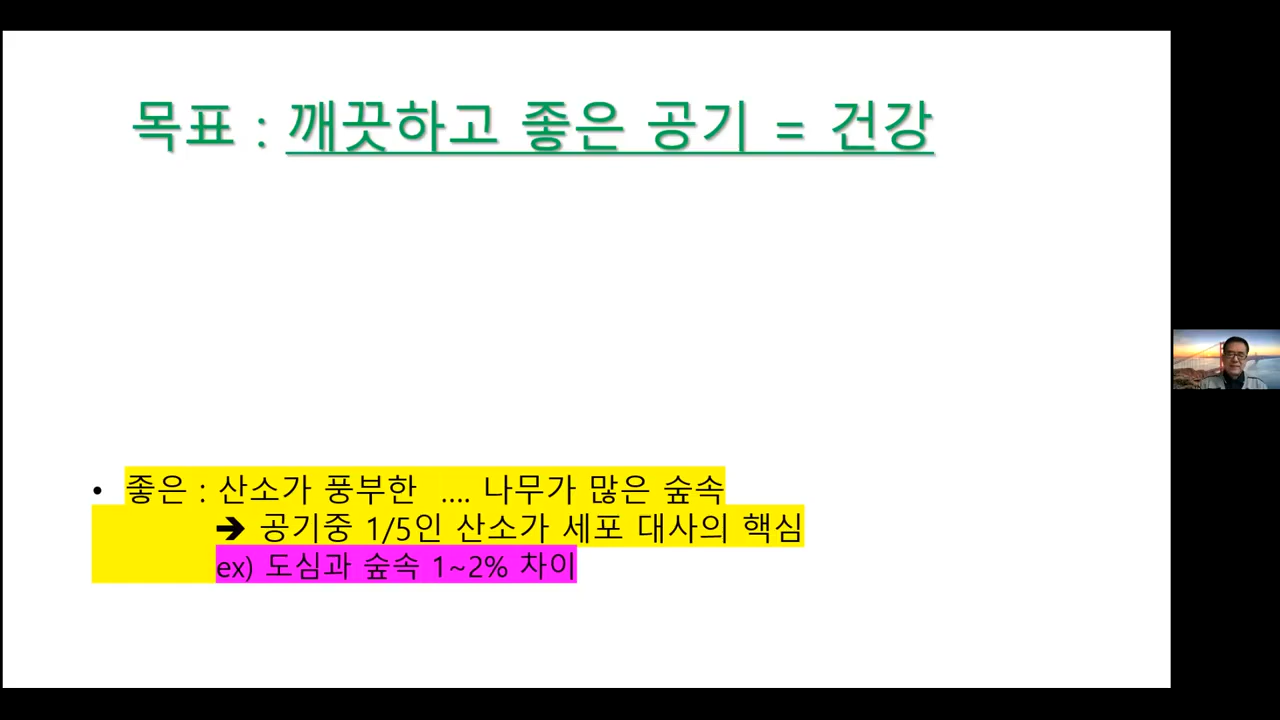 목표 : 깨끗하고 좋은 공기 = 건강
• 좋은 : 산소가 풍부한 .... 나무가 많은 숲속
➔ 공기중 1/5인 산소가 세포 대사의 핵심
ex) 도심과 숲속 1~2% 차이